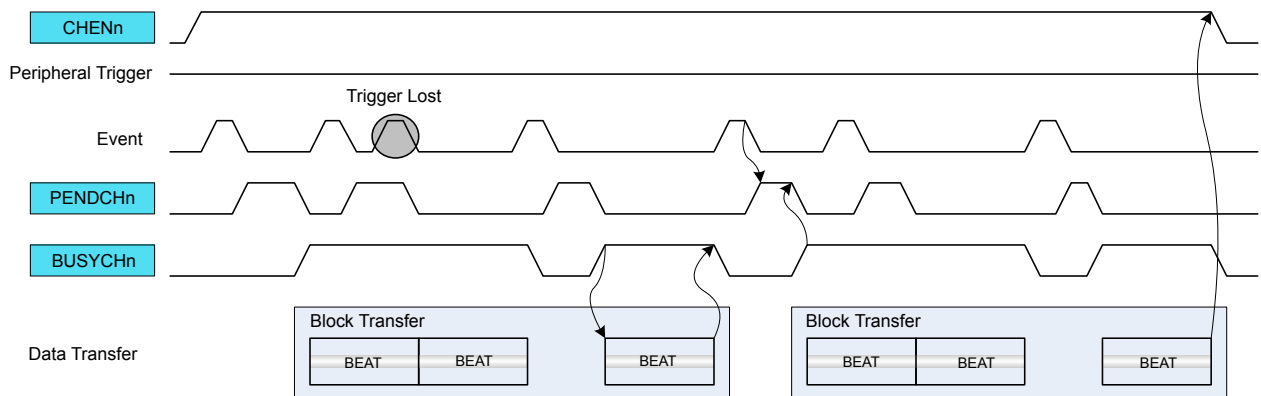 CHENn
Peripheral Trigger
Trigger Lost
Event
PENDCHn
BUSYCHn
Block Transfer
Block Transfer
Data Transfer
BEAT
BEAT
BEAT
BEAT
BEAT
BEAT